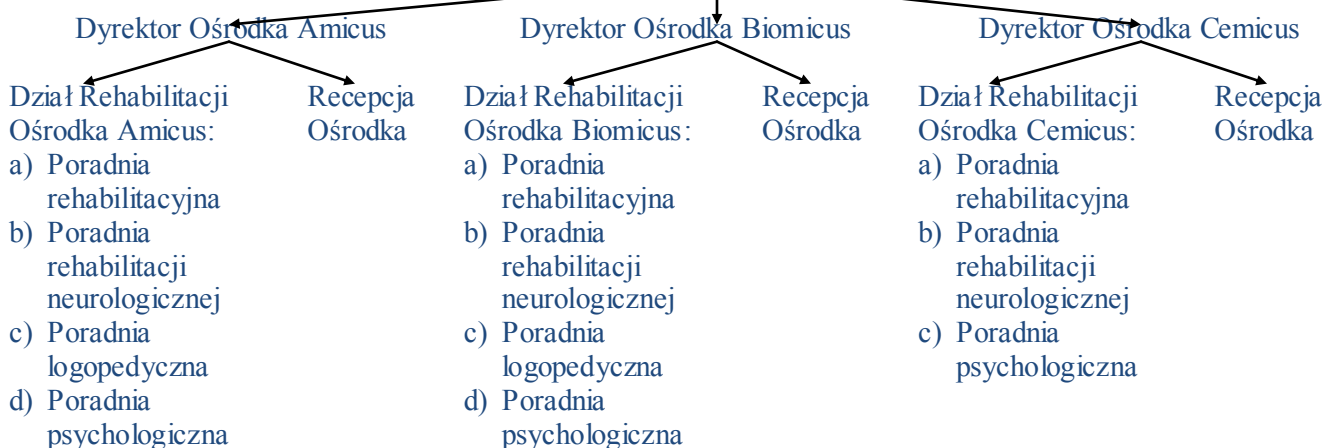 Dyrektor Ośrodka Amicus
Dział Rehabilitacji
Ośrodka Amicus:
a) Poradnia
rehabilitacyjna
b) Poradnia
rehabilitacji
neurologicznej
c) Poradnia
logopedyczna
d) Poradnia
psychologiczna
Recepcja
Ośrodka
Dyrektor Ośrodka Biomicus
Dział Rehabilitacji
Ośrodka Biomicus:
a) Poradnia
rehabilitacyjna
b) Poradnia
rehabilitacji
neurologicznej
c) Poradnia
logopedyczna
d) Poradnia
psychologiczna
Recepcja
Ośrodka
Dyrektor Ośrodka Cemicus
Dział Rehabilitacji
Ośrodka Cemicus:
a) Poradnia
rehabilitacyjna
b) Poradnia
rehabilitacji
neurologicznej
c) Poradnia
psychologiczna
Recepcja
Ośrodka